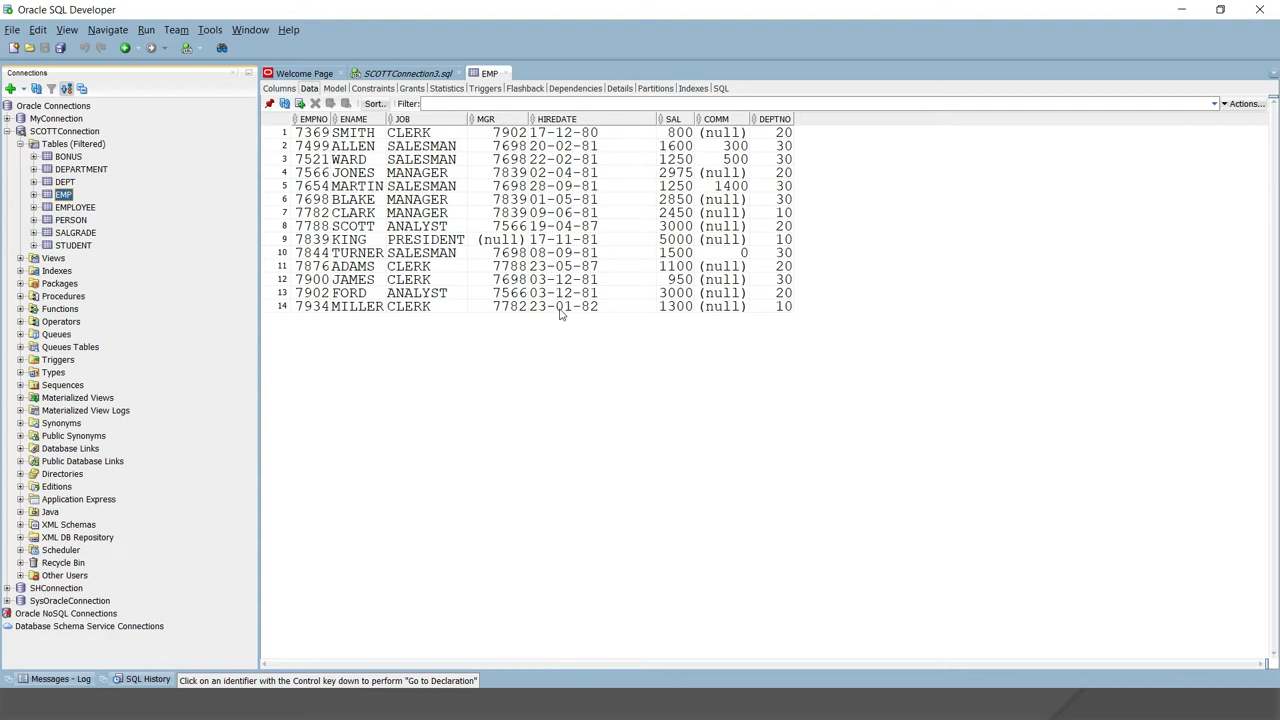 Oracle SQL Developer
File Edit View Navigate Run Team Tools Window Help
Connections
Welcome Page SCOTTConnection3.sql EMP
Columns Data Model Constraints Grants Statistics Triggers Flashback Dependencies Details Partitions Indexes SQL
Sort.. Filter: Actions...
Oracle Connections
MyConnection
SCOTTConnection
Tables (Filtered)
BONUS
DEPARTMENT
DEPT
EMP
EMPLOYEE
PERSON
SALGRADE
STUDENT
Views
Indexes
Packages
Procedures
Functions
Operators
Queues
Queues Tables
Triggers
Types
Sequences
Materialized Views
Materialized View Logs
Synonyms
Public Synonyms
Database Links
Public Database Links
Directories
Editions
Application Express
Java
XML Schemas
XML DB Repository
Scheduler
Recycle Bin
Other Users
SHConnection
SysOracleConnection
Oracle NoSQL Connections
Database Schema Service Connections
EMPNO ENAME JOB MGR HIREDATE SAL COMM DEPTNO
1 7369 SMITH CLERK 7902 17-12-80 800 (null) 20
2 7499 ALLEN SALESMAN 7698 20-02-81 1600 300 30
3 7521 WARD SALESMAN 7698 22-02-81 1250 500 30
4 7566 JONES MANAGER 7839 02-04-81 2975 (null) 20
5 7654 MARTIN SALESMAN 7698 28-09-81 1250 1400 30
6 7698 BLAKE MANAGER 7839 01-05-81 2850 (null) 30
7 7782 CLARK MANAGER 7839 09-06-81 2450 (null) 10
8 7788 SCOTT ANALYST 7566 19-04-87 3000 (null) 20
9 7839 KING PRESIDENT (null) 17-11-81 5000 (null) 10
10 7844 TURNER SALESMAN 7698 08-09-81 1500 0 30
11 7876 ADAMS CLERK 7788 23-05-87 1100 (null) 20
12 7900 JAMES CLERK 7698 03-12-81 950 (null) 30
13 7902 FORD ANALYST 7566 03-12-81 3000 (null) 20
14 7934 MILLER CLERK 7782 23-01-82 1300 (null) 10
Messages - Log SQL History Click on an identifier with the Control key down to perform "Go to Declaration"